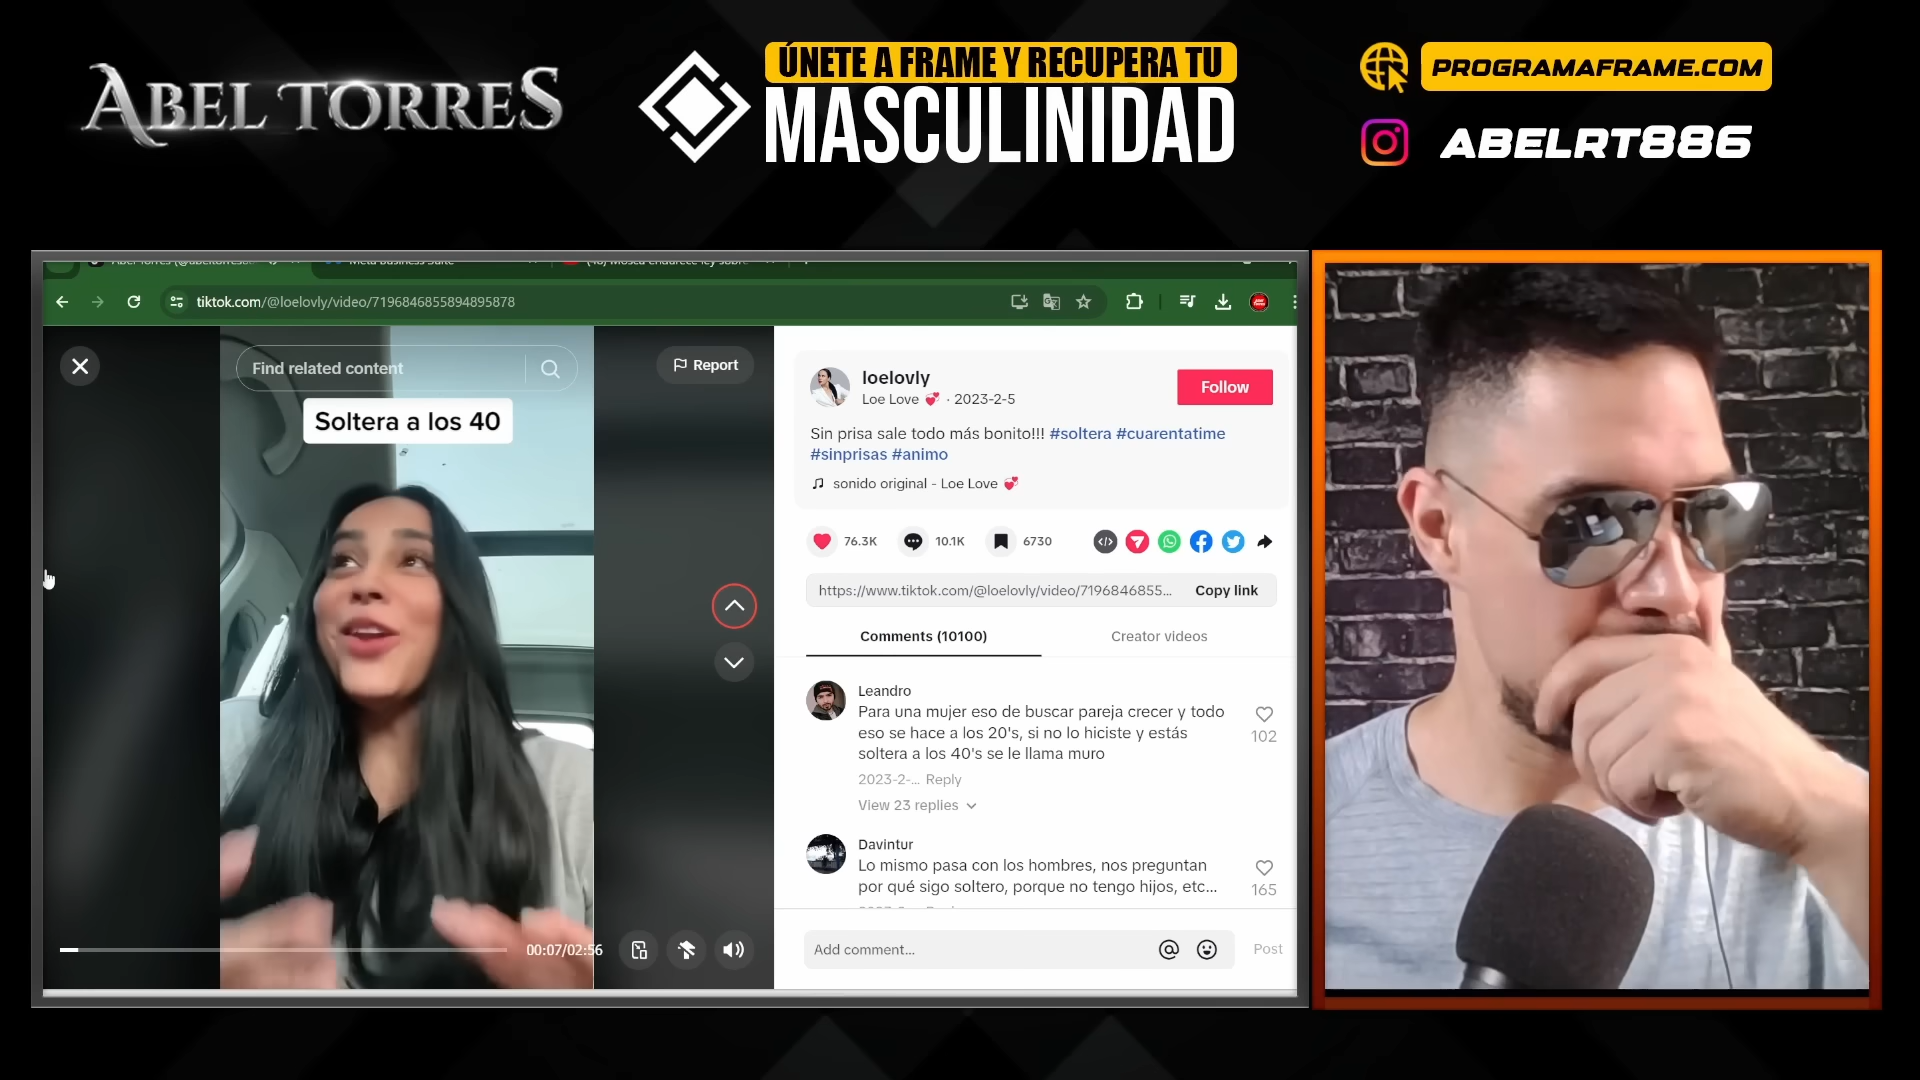 ABEL TORRES
ÚNETE A FRAME Y RECUPERA TU
MASCULINIDAD
PROGRAMAFRAME.COM
ABELRT886
tiktok.com/@loelovly/video/7196846855894895878
Find related content
Report
Soltera a los 40
00:07/02:56
loelovly
Loe Love 💞 · 2023-2-5
Follow
Sin prisa sale todo más bonito!!! #soltera #cuarentatime
#sinprisas #animo
sonido original - Loe Love 💞
76.3K
10.1K
6730
https://www.tiktok.com/@loelovly/video/7196846855...
Copy link
Comments (10100)
Creator videos
Leandro
Para una mujer eso de buscar pareja crecer y todo
eso se hace a los 20's, si no lo hiciste y estás
soltera a los 40's se le llama muro
102
2023-2-... Reply
View 23 replies
Davintur
Lo mismo pasa con los hombres, nos preguntan
por qué sigo soltero, porque no tengo hijos, etc...
165
Add comment...
Post